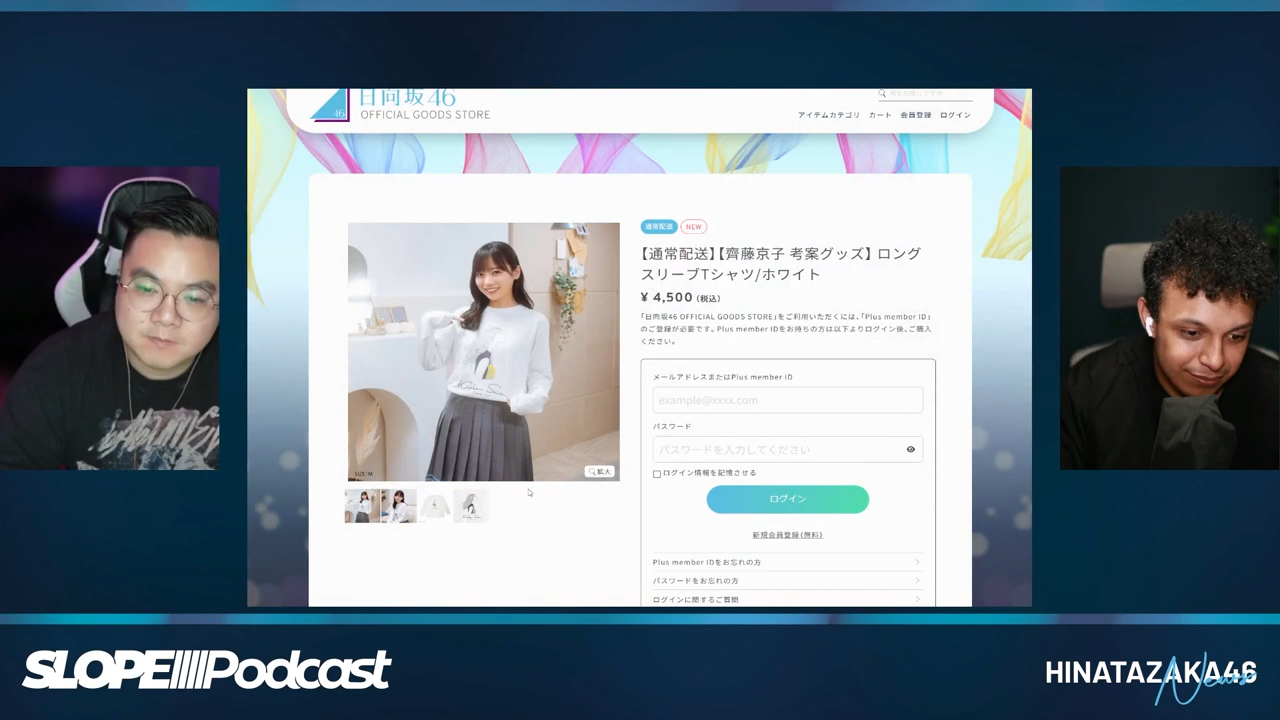 日向坂46
46
OFFICIAL GOODS STORE
何をお探しですか
アイテムカテゴリ カート 会員登録 ログイン
通常配送 NEW
【通常配送】【齊藤京子 考案グッズ】ロング
スリーブTシャツ/ホワイト
¥ 4,500 (税込)
「日向坂46 OFFICIAL GOODS STORE」をご利用いただくには、「Plus member ID」
のご登録が必要です。Plus member IDをお持ちの方は以下よりログイン後、ご購入
ください。
メールアドレスまたはPlus member ID
example@xxxx.com
パスワード
パスワードを入力してください
ログイン情報を記憶させる
ログイン
新規会員登録(無料)
Plus member IDをお忘れの方
パスワードをお忘れの方
ログインに関するご質問
SIZE:M
拡大
SLOPE Podcast
HINATAZAKA46
News